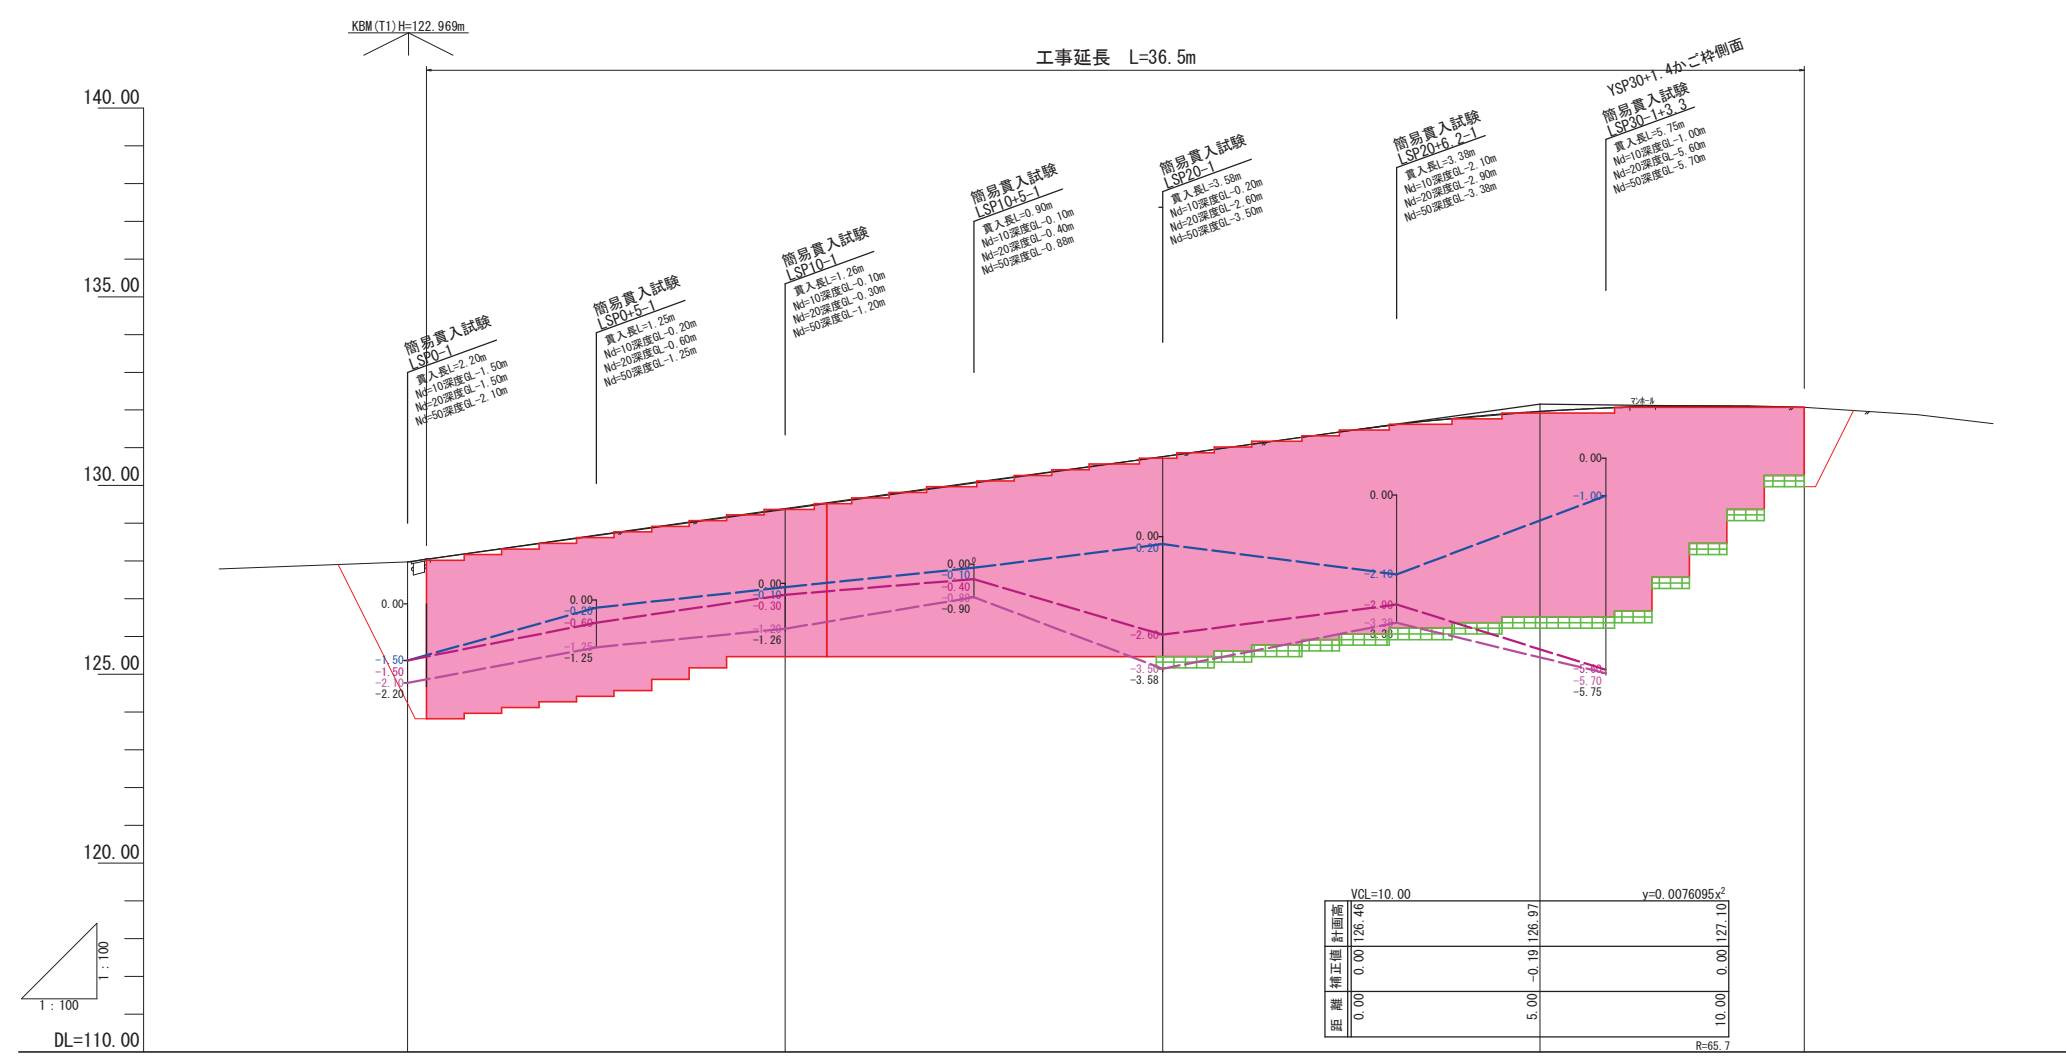 KBM(T1)H=122.969m
工事延長 L=36.5m
140.00
135.00
130.00
125.00
120.00
DL=110.00
簡易貫入試験
LSP0-1
貫入長L=2.20m
Nd=10深度GL-1.50m
Nd=20深度GL-1.50m
Nd=50深度GL-2.10m
簡易貫入試験
LSP0+5-1
貫入長L=1.25m
Nd=10深度GL-0.20m
Nd=20深度GL-0.60m
Nd=50深度GL-1.25m
簡易貫入試験
LSP10-1
貫入長L=1.26m
Nd=10深度GL-0.10m
Nd=20深度GL-0.30m
Nd=50深度GL-1.20m
簡易貫入試験
LSP10+5-1
貫入長L=0.90m
Nd=10深度GL-0.10m
Nd=20深度GL-0.40m
Nd=50深度GL-0.88m
簡易貫入試験
LSP20-1
貫入長L=3.58m
Nd=10深度GL-0.20m
Nd=20深度GL-2.60m
Nd=50深度GL-3.50m
簡易貫入試験
LSP20+6.2-1
貫入長L=3.38m
Nd=10深度GL-2.10m
Nd=20深度GL-2.90m
Nd=50深度GL-3.38m
YSP30+1.4かご枠側面
簡易貫入試験
LSP30-1+3.3
貫入長L=5.75m
Nd=10深度GL-1.00m
Nd=20深度GL-5.60m
Nd=50深度GL-5.70m
マンホール
0.00
-1.50
-1.50
-2.10
-2.20
0.00
-0.20
-0.60
-1.25
-1.25
0.00
-0.10
-0.30
-1.20
-1.26
0.00
-0.10
-0.40
-0.88
-0.90
0.00
-0.20
-2.60
-3.50
-3.58
0.00
-2.10
-2.90
-3.38
-3.38
0.00
-1.00
-5.60
-5.70
-5.75
1 : 100
1 : 100
VCL=10.00 y=0.0076095x²
計画高 126.46 126.97 127.10
補正値 0.00 -0.19 0.00
距離 0.00 5.00 10.00
R=65.7